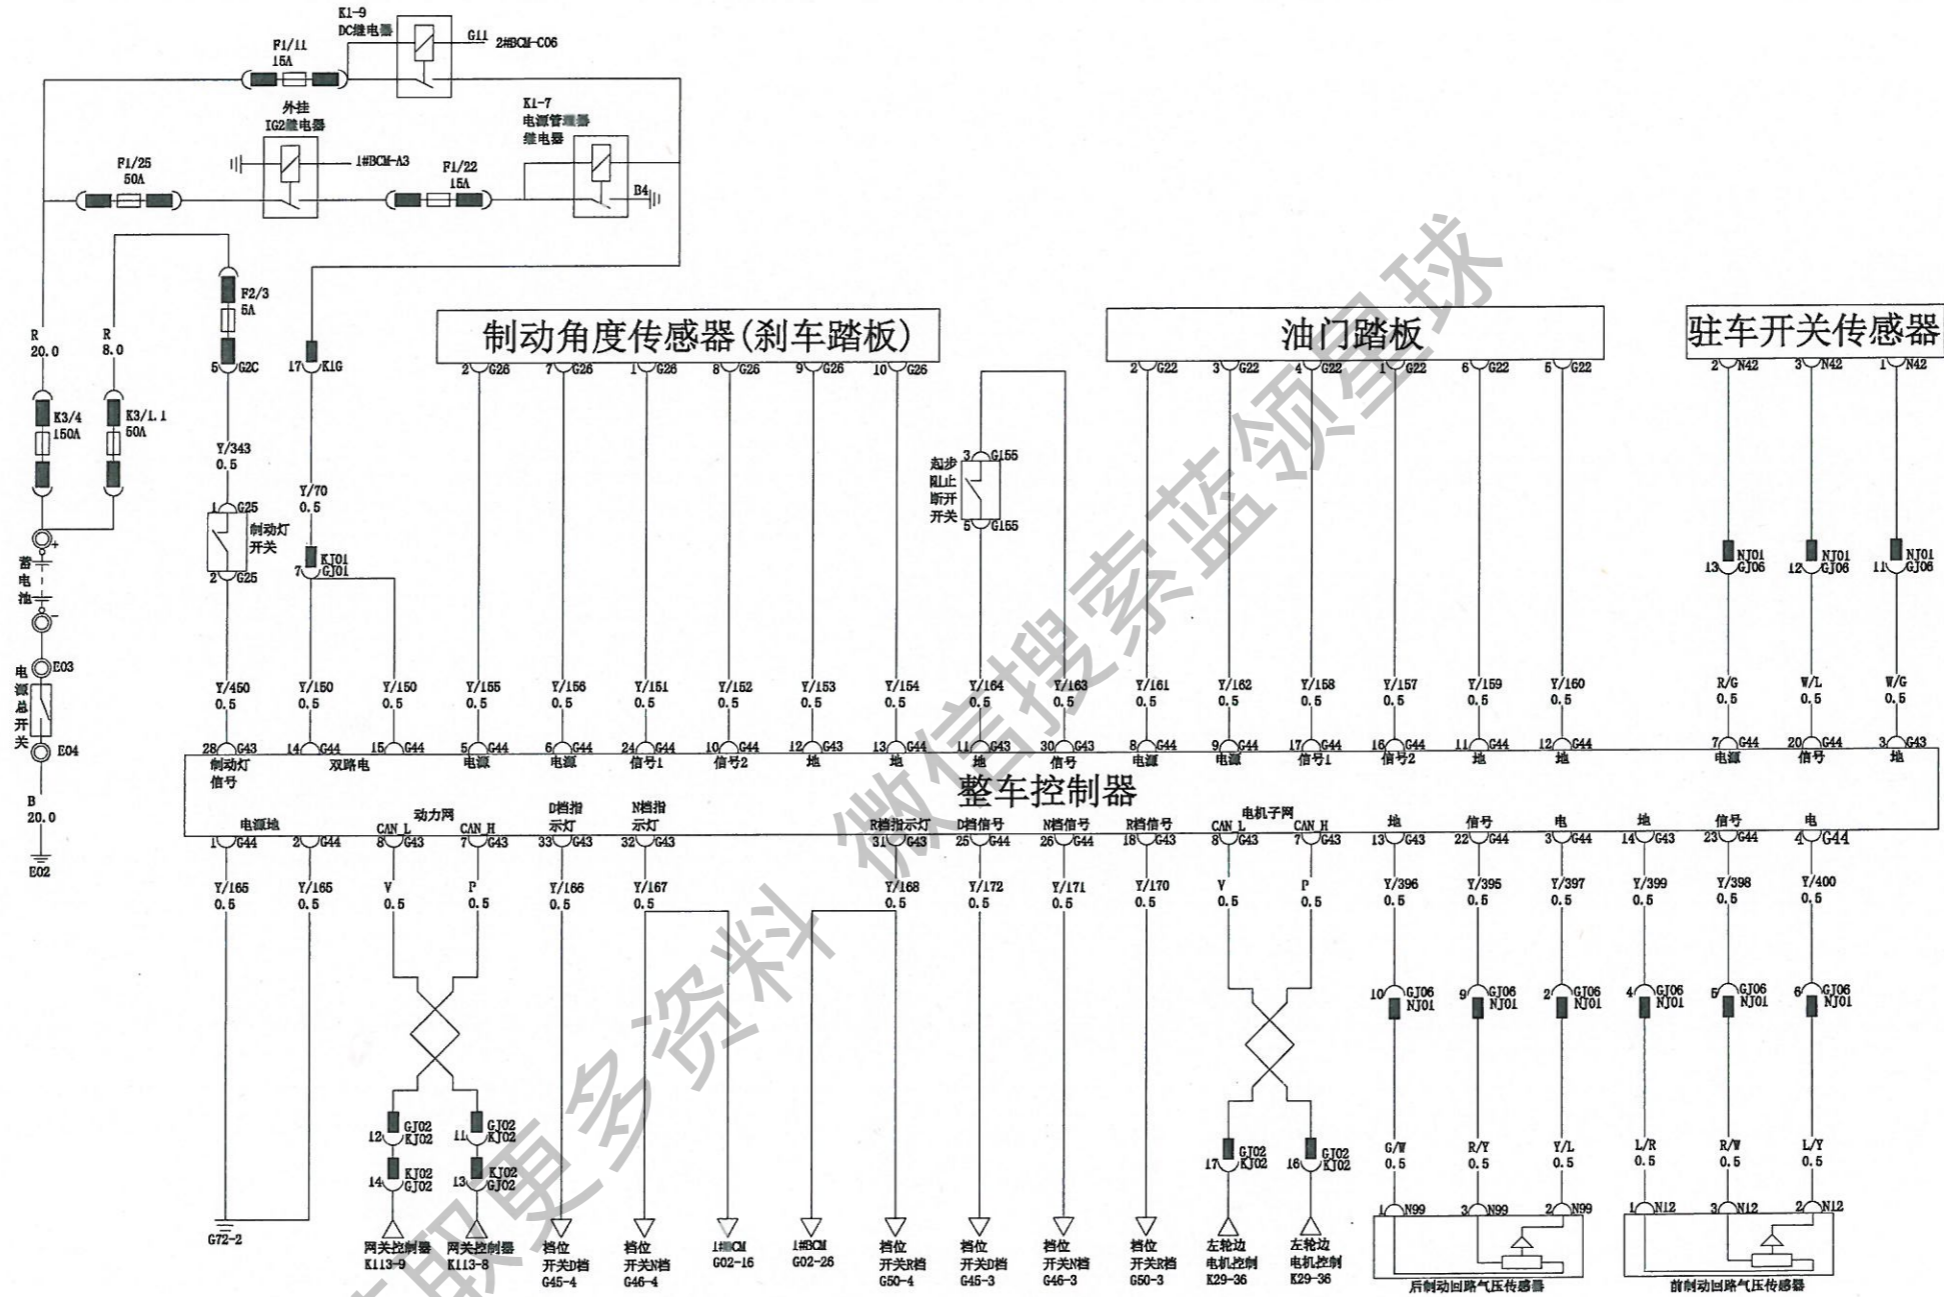 K1-9
DC继电器
G11 2#BCM-C06
F1/11
15A
外挂
IG2继电器
1#BCM-A3
K1-7
电源管理器
继电器
F1/25
50A
F1/22
15A
B4
F2/3
5A
5 G2C
17 K1G
R
20.0
R
8.0
K3/4
150A
K3/1.1
50A
Y/343
0.5
1 G25
制动灯
开关
2 G25
Y/70
0.5
KJ01
7 GJ01
+
蓄电池
-
E03
电源总开关
E04
B
20.0
E02
制动角度传感器(刹车踏板)
2 G26 7 G26 1 G26 8 G26 9 G26 10 G26
起步
阻止
断开
开关
3 G155
5 G155
油门踏板
2 G22 3 G22 4 G22 1 G22 6 G22 5 G22
驻车开关传感器
2 N42 3 N42 1 N42
NJ01 NJ01 NJ01
13 GJ06 12 GJ06 11 GJ06
Y/450 Y/150 Y/150 Y/155 Y/156 Y/151 Y/152 Y/153 Y/154 Y/164 Y/163 Y/161 Y/162 Y/158 Y/157 Y/159 Y/160 R/G W/L W/G
0.5 0.5 0.5 0.5 0.5 0.5 0.5 0.5 0.5 0.5 0.5 0.5 0.5 0.5 0.5 0.5 0.5 0.5 0.5 0.5
28 G43 14 G44 15 G44 5 G44 6 G44 24 G44 10 G44 12 G43 13 G44 11 G43 30 G43 8 G44 9 G44 17 G44 16 G44 11 G44 12 G44 7 G44 20 G44 3 G43
制动灯 双路电 电源 电源 信号1 信号2 地 地 地 信号 电源 电源 信号1 信号2 地 地 电源 信号 地
信号
整车控制器
电源地 动力网 D档指 N档指 R档指示灯 D档信号 N档信号 R档信号 电机子网 地 信号 电 地 信号 电
示灯 示灯
CAN_L CAN_H CAN_L CAN_H
1 G44 2 G44 8 G43 7 G43 33 G43 32 G43 31 G43 25 G44 26 G44 18 G43 8 G43 7 G43 13 G43 22 G44 3 G44 14 G43 23 G44 4 G44
Y/165 Y/165 V P Y/166 Y/167 Y/168 Y/172 Y/171 Y/170 V P Y/396 Y/395 Y/397 Y/399 Y/398 Y/400
0.5 0.5 0.5 0.5 0.5 0.5 0.5 0.5 0.5 0.5 0.5 0.5 0.5 0.5 0.5 0.5 0.5 0.5
10 GJ06 9 GJ06 2 GJ06 4 GJ06 5 GJ06 6 GJ06
NJ01 NJ01 NJ01 NJ01 NJ01 NJ01
GJ02 GJ02
12 KJ02 11 KJ02
KJ02 KJ02
14 GJ02 13 GJ02
GJ02 GJ02
17 KJ02 16 KJ02
G/W R/Y Y/L L/R R/W L/Y
0.5 0.5 0.5 0.5 0.5 0.5
1 N99 3 N99 2 N99 1 N12 3 N12 2 N12
G72-2
网关控制器
K113-9
网关控制器
K113-8
档位
开关D档
G45-4
档位
开关N档
G46-4
1#BCM
G02-16
1#BCM
G02-26
档位
开关R档
G50-4
档位
开关D档
G45-3
档位
开关N档
G46-3
档位
开关R档
G50-3
左轮边
电机控制
K29-36
左轮边
电机控制
K29-36
后制动回路气压传感器
前制动回路气压传感器
取更多资料 微信搜索蓝领星球